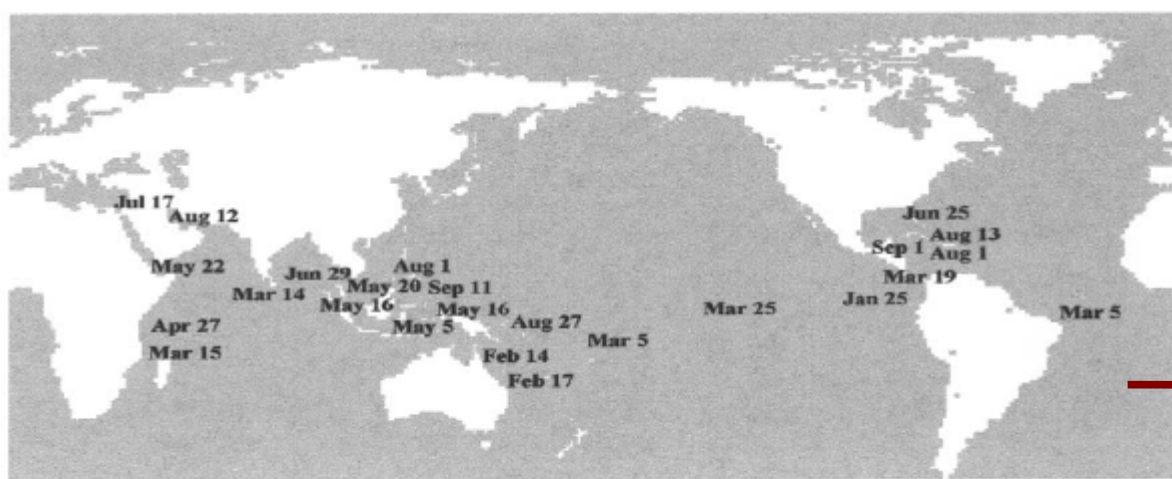 Jul 17
Aug 12
Jun 25
Aug 13
Sep 1
Aug 1
May 22
Jun 29
Aug 1
Mar 19
May 20
Sep 11
Mar 14
Jan 25
May 16
May 16
Mar 25
Mar 5
Apr 27
May 5
Aug 27
Mar 5
Mar 15
Feb 14
Feb 17